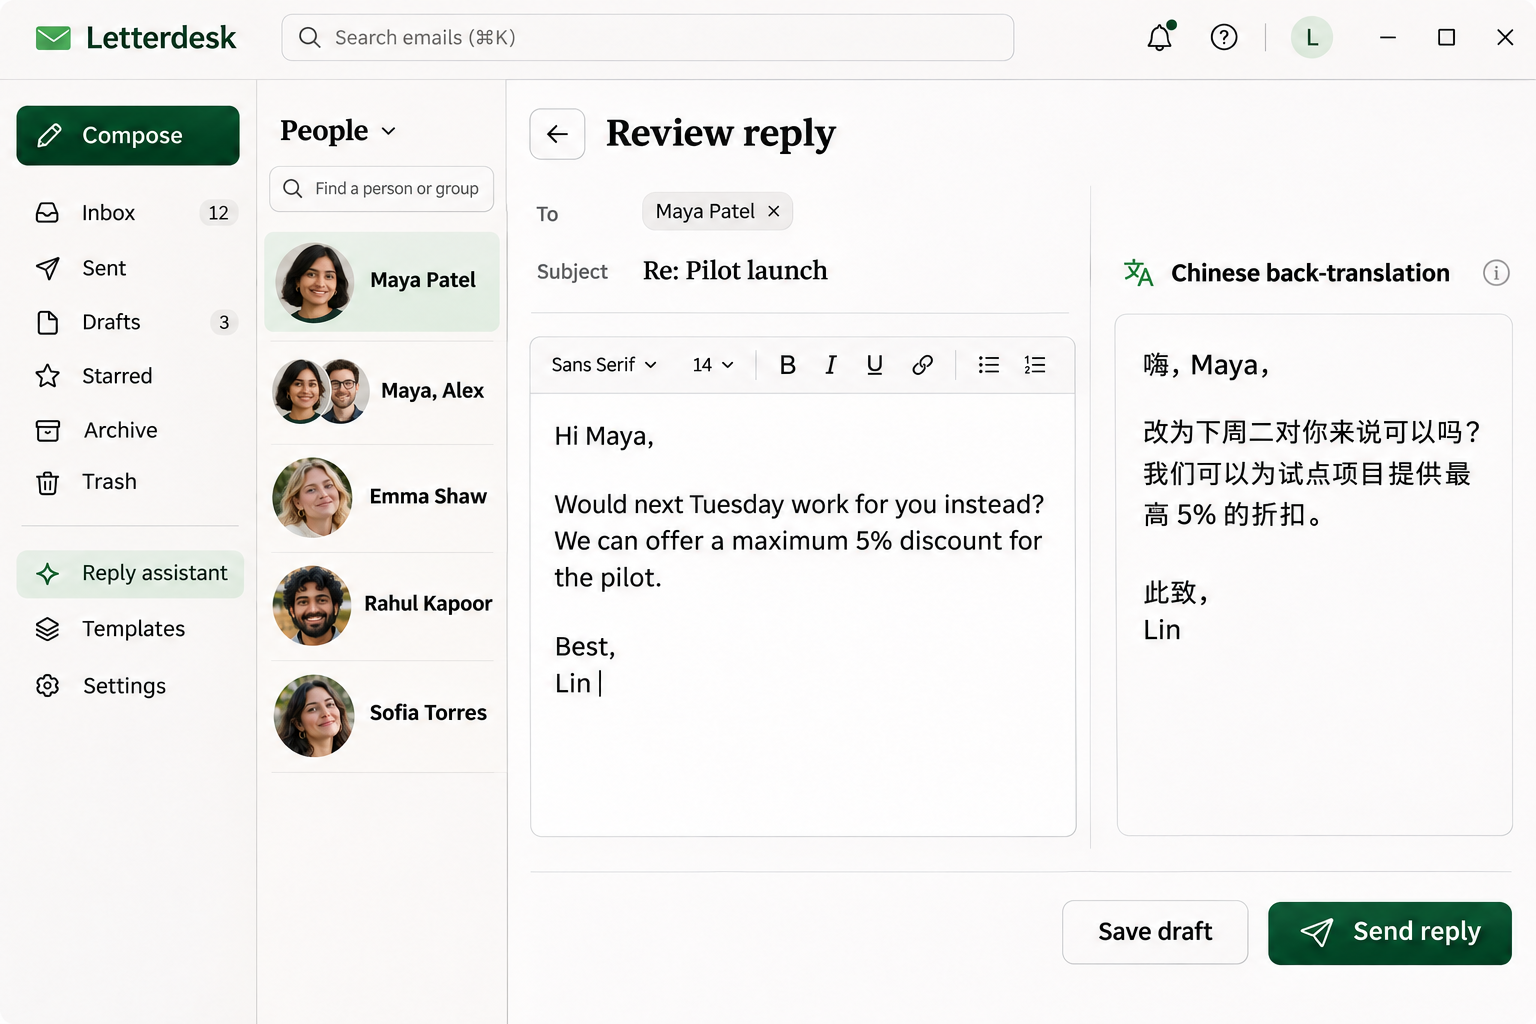 Letterdesk
Search emails (⌘K)
L
Compose
Inbox 12
Sent
Drafts 3
Starred
Archive
Trash
Reply assistant
Templates
Settings
People
Find a person or group
Maya Patel
Maya, Alex
Emma Shaw
Rahul Kapoor
Sofia Torres
Review reply
To Maya Patel ×
Subject Re: Pilot launch
Sans Serif 14 B I U
Hi Maya,
Would next Tuesday work for you instead?
We can offer a maximum 5% discount for
the pilot.
Best,
Lin
Chinese back-translation
嗨，Maya，
改为下周二对你来说可以吗？
我们可以为试点项目提供最
高 5% 的折扣。
此致，
Lin
Save draft
Send reply